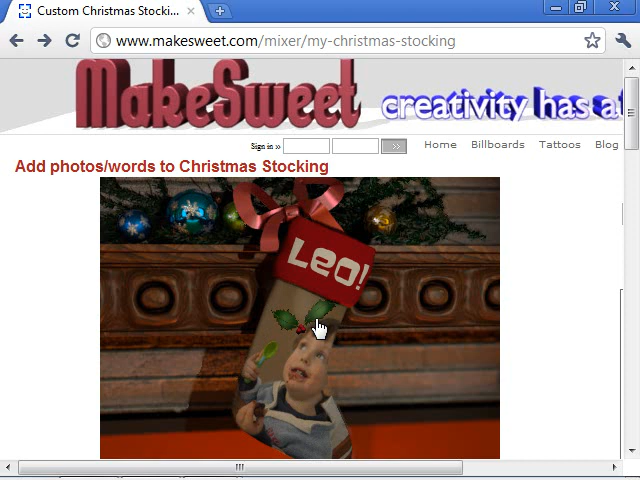 Custom Christmas Stocki...
www.makesweet.com/mixer/my-christmas-stocking
MakeSweet
creativity has a
Sign in »
»
Home Billboards Tattoos Blog
Add photos/words to Christmas Stocking
Leo!